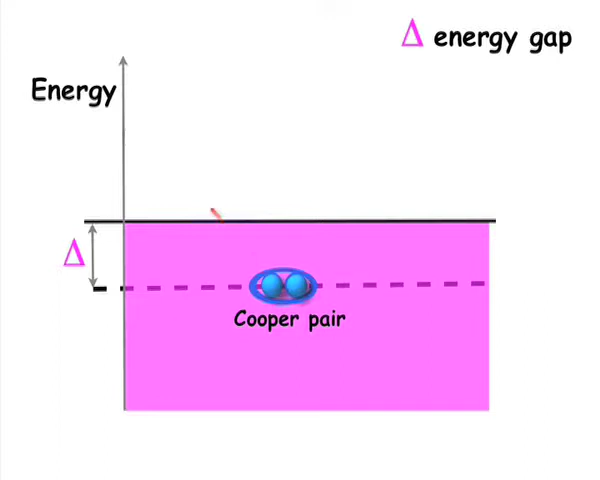 Δ energy gap
Energy
Δ
Cooper pair